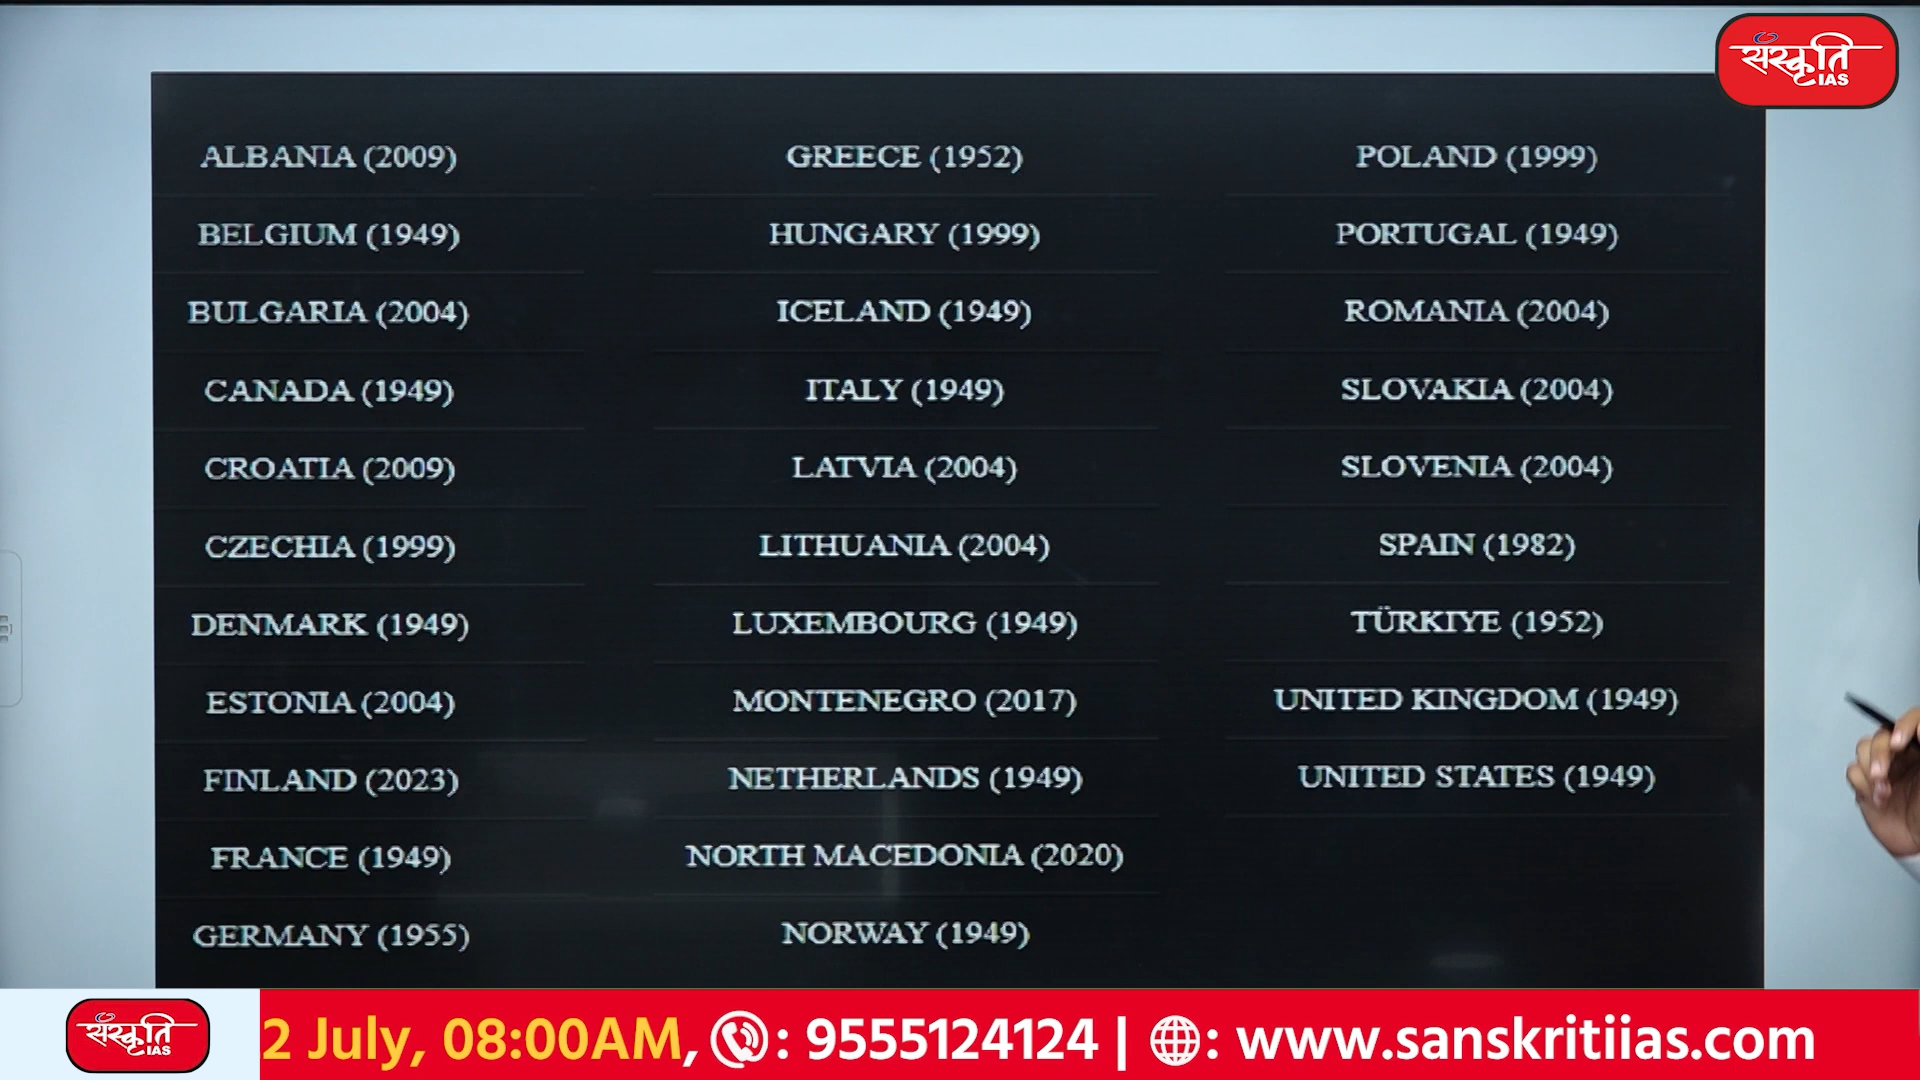 संस्कृति
IAS
ALBANIA (2009)
BELGIUM (1949)
BULGARIA (2004)
CANADA (1949)
CROATIA (2009)
CZECHIA (1999)
DENMARK (1949)
ESTONIA (2004)
FINLAND (2023)
FRANCE (1949)
GERMANY (1955)
GREECE (1952)
HUNGARY (1999)
ICELAND (1949)
ITALY (1949)
LATVIA (2004)
LITHUANIA (2004)
LUXEMBOURG (1949)
MONTENEGRO (2017)
NETHERLANDS (1949)
NORTH MACEDONIA (2020)
NORWAY (1949)
POLAND (1999)
PORTUGAL (1949)
ROMANIA (2004)
SLOVAKIA (2004)
SLOVENIA (2004)
SPAIN (1982)
TÜRKIYE (1952)
UNITED KINGDOM (1949)
UNITED STATES (1949)
संस्कृति
IAS
2 July, 08:00AM, : 9555124124 | : www.sanskritiias.com